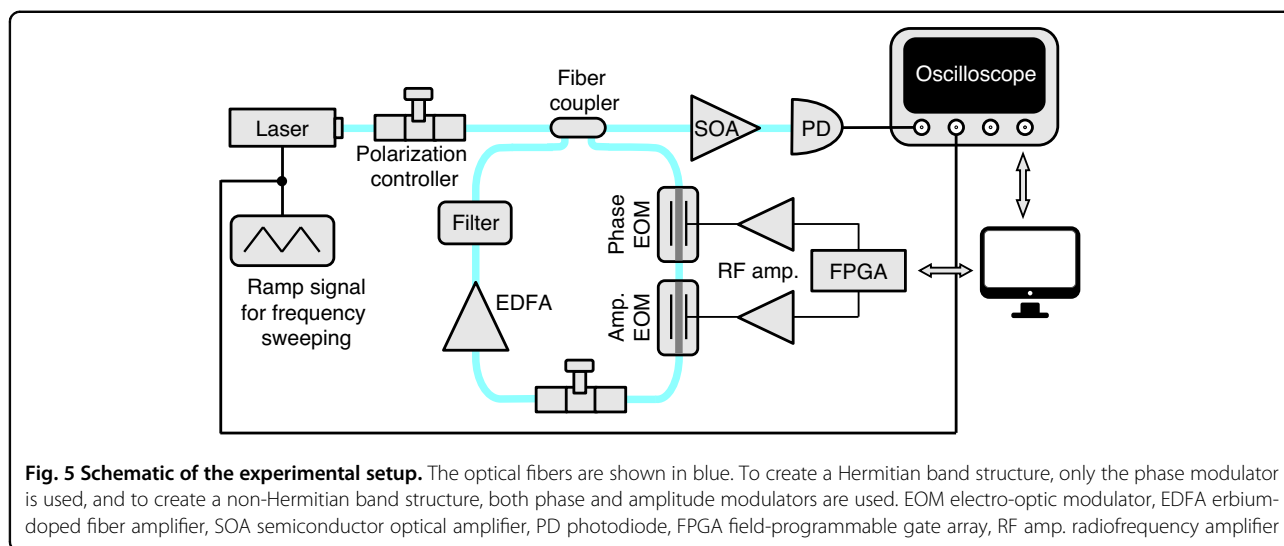 Fiber
coupler
Oscilloscope
Laser
SOA
PD
Polarization
controller
Filter
Phase
EOM
RF amp.
FPGA
Ramp signal
for frequency
sweeping
EDFA
Amp.
EOM
Fig. 5 Schematic of the experimental setup. The optical fibers are shown in blue. To create a Hermitian band structure, only the phase modulator
is used, and to create a non-Hermitian band structure, both phase and amplitude modulators are used. EOM electro-optic modulator, EDFA erbium-
doped fiber amplifier, SOA semiconductor optical amplifier, PD photodiode, FPGA field-programmable gate array, RF amp. radiofrequency amplifier